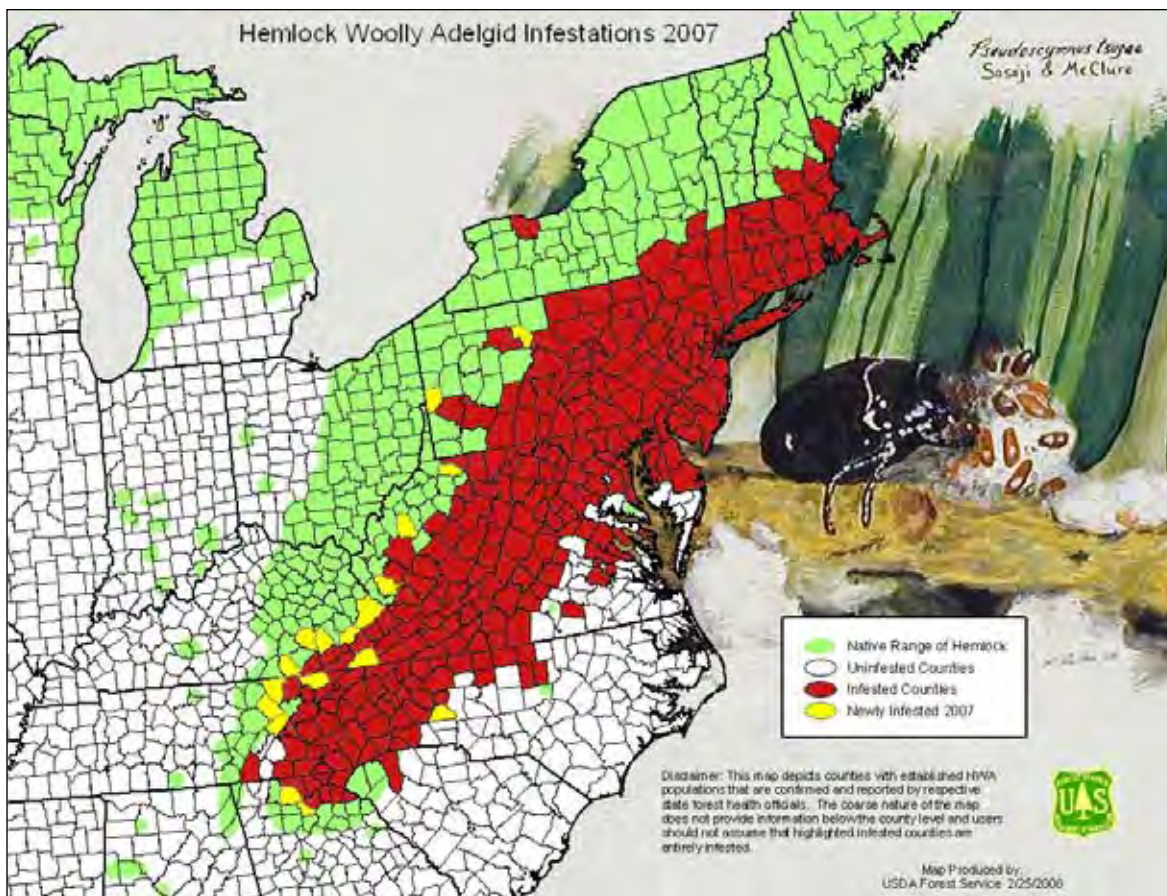 Hemlock Woolly Adelgid Infestations 2007
Pseudoscymnus tsugae
Sasaji & McClure
Native Range of Hemlock
Uninfested Counties
Infested Counties
Newly Infested 2007
Disclaimer: This map depicts counties with established HWA
populations that are confirmed and reported by respective
state forest health officials. The coarse nature of the map
does not provide information below the county level and users
should not assume that highlighted infested counties are
entirely infested.
UAS
Map Produced by:
USDA Forest Service 2/25/2008